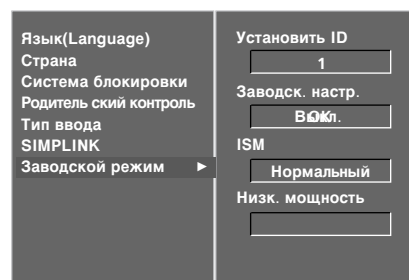 Язык(Language)
Страна
Система блокировки
Родитель ский контроль
Тип ввода
SIMPLINK
Заводской режим ►
Установить ID
1
Заводск. настр.
ISM
Нормальный
Низк. мощность